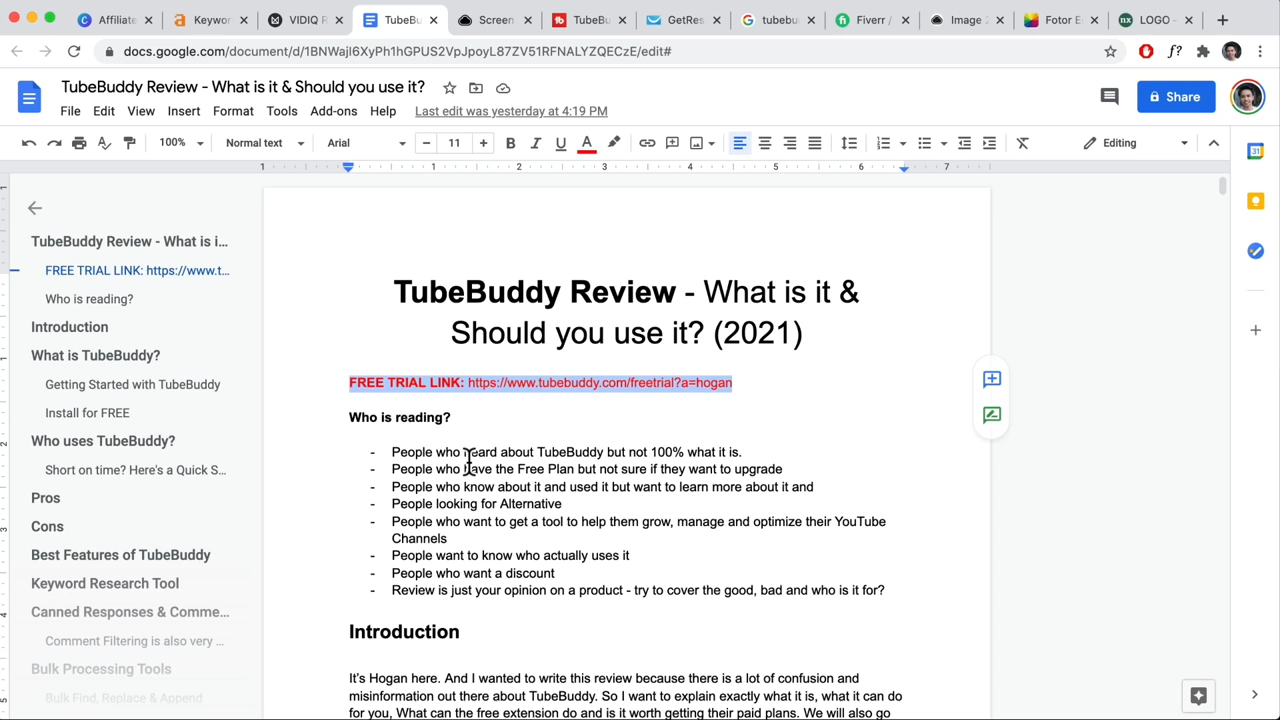 Affiliate
Keywor
VIDIQ R
TubeBu
Screen
TubeBu
GetRes
tubebu
Fiverr /
Image
FotorEr
LOGO
docs.google.com/document/d/1BNWajI6XyPh1hGPUS2VpJpoyL87ZV51RFNALYZQECzE/edit#
TubeBuddy Review - What is it & Should you use it?
File Edit View Insert Format Tools Add-ons Help Last edit was yesterday at 4:19 PM
Share
100% Normal text Arial 11 B I U A Editing
1 1 2 3 4 5 6 7
TubeBuddy Review - What is i...
FREE TRIAL LINK: https://www.t...
Who is reading?
Introduction
What is TubeBuddy?
Getting Started with TubeBuddy
Install for FREE
Who uses TubeBuddy?
Short on time? Here's a Quick S...
Pros
Cons
Best Features of TubeBuddy
Keyword Research Tool
Canned Responses & Comme...
Comment Filtering is also very ...
Bulk Processing Tools
Bulk Find, Replace & Append
TubeBuddy Review - What is it &
Should you use it? (2021)
FREE TRIAL LINK: https://www.tubebuddy.com/freetrial?a=hogan
Who is reading?
- People who heard about TubeBuddy but not 100% what it is.
- People who have the Free Plan but not sure if they want to upgrade
- People who know about it and used it but want to learn more about it and
- People looking for Alternative
- People who want to get a tool to help them grow, manage and optimize their YouTube
Channels
- People want to know who actually uses it
- People who want a discount
- Review is just your opinion on a product - try to cover the good, bad and who is it for?
Introduction
It's Hogan here. And I wanted to write this review because there is a lot of confusion and
misinformation out there about TubeBuddy. So I want to explain exactly what it is, what it can do
for you, What can the free extension do and is it worth getting their paid plans. We will also go